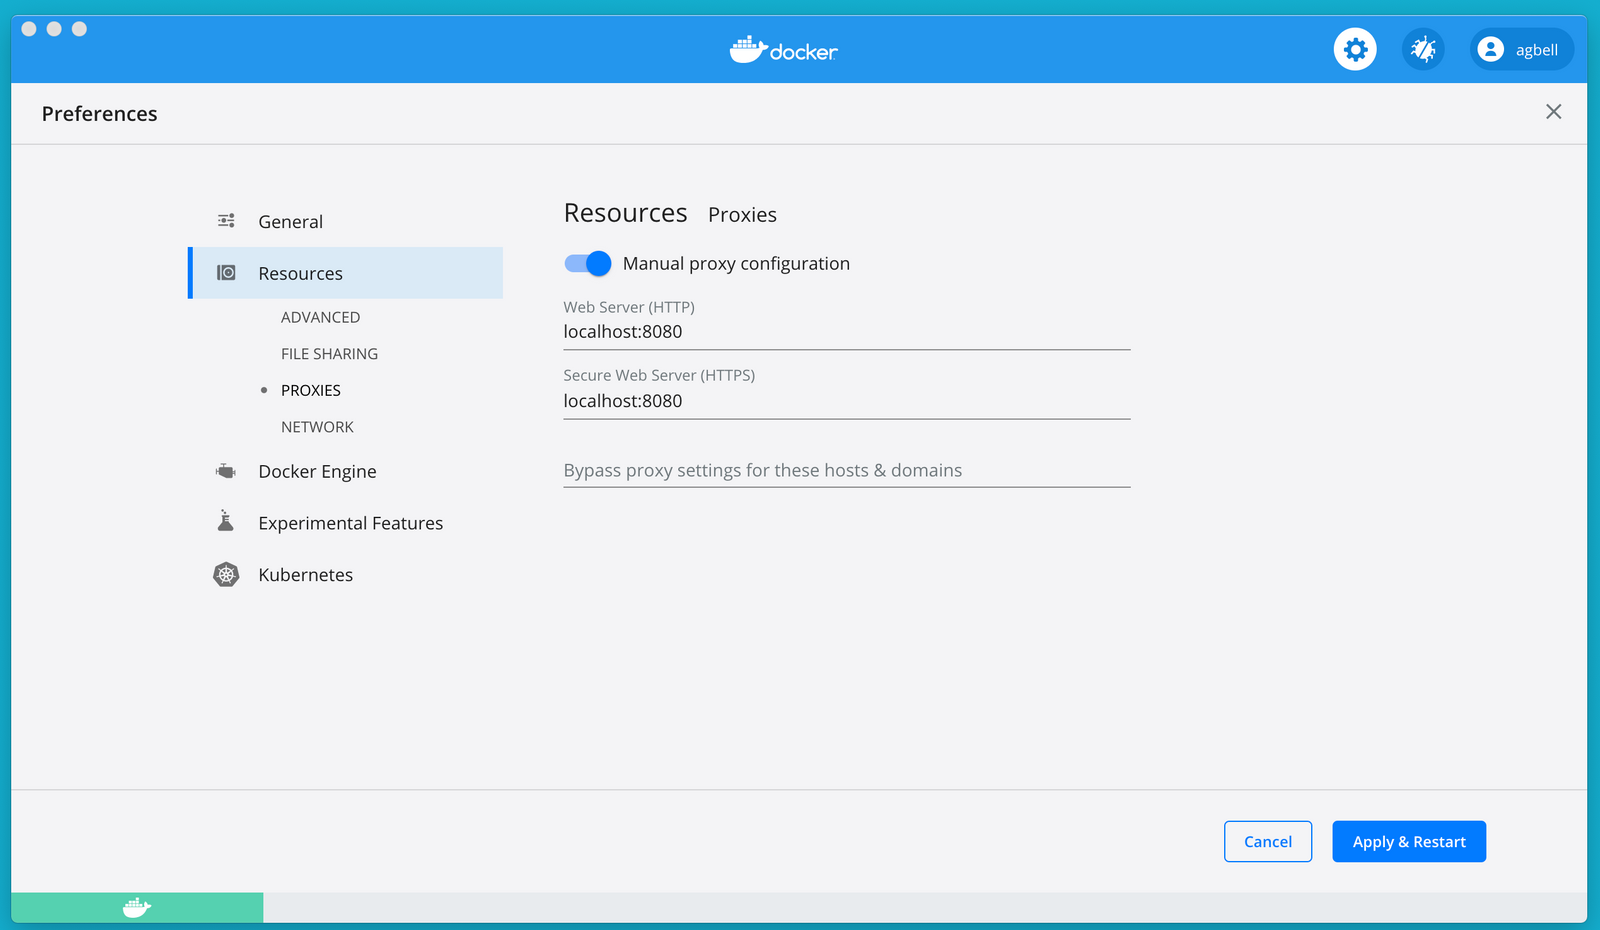 docker
agbell
Preferences
General
Resources
ADVANCED
FILE SHARING
PROXIES
NETWORK
Docker Engine
Experimental Features
Kubernetes
Resources Proxies
Manual proxy configuration
Web Server (HTTP)
localhost:8080
Secure Web Server (HTTPS)
localhost:8080
Bypass proxy settings for these hosts & domains
Cancel
Apply & Restart